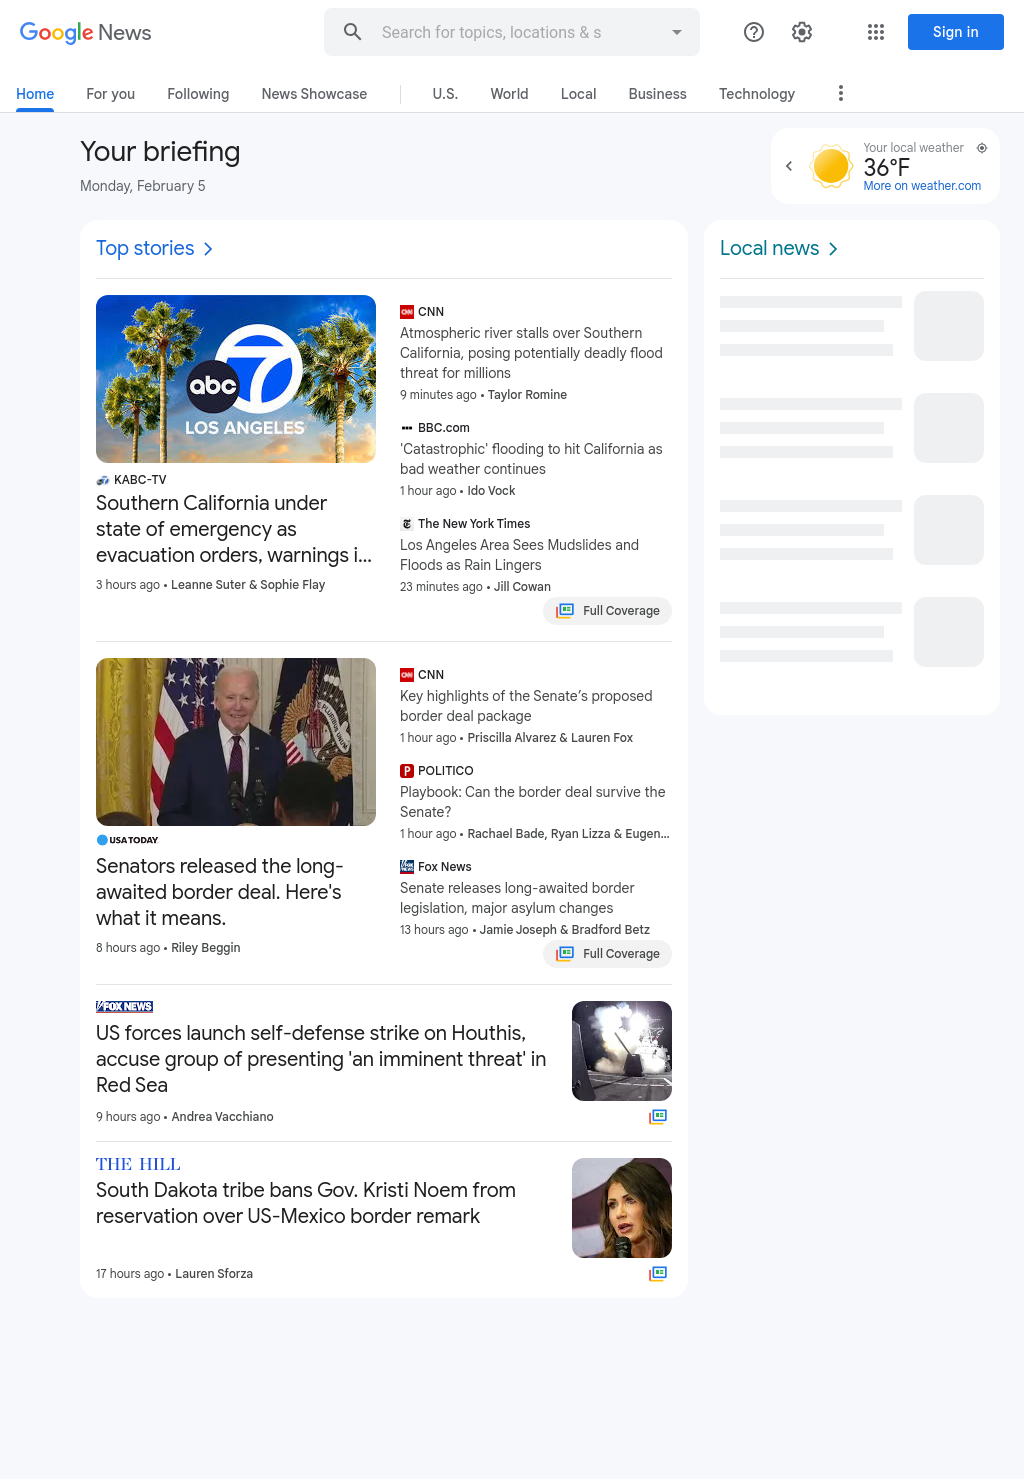 Google News
Search for topics, locations & s
Sign in
Home
For you
Following
News Showcase
U.S.
World
Local
Business
Technology
Your briefing
Monday, February 5
Your local weather
36°F
More on weather.com
Top stories
abc 7
LOS ANGELES
KABC-TV
Southern California under
state of emergency as
evacuation orders, warnings i...
3 hours ago • Leanne Suter & Sophie Flay
CNN
CNN
Atmospheric river stalls over Southern
California, posing potentially deadly flood
threat for millions
9 minutes ago • Taylor Romine
BBC.com
'Catastrophic' flooding to hit California as
bad weather continues
1 hour ago • Ido Vock
The New York Times
Los Angeles Area Sees Mudslides and
Floods as Rain Lingers
23 minutes ago • Jill Cowan
Full Coverage
USA TODAY
Senators released the long-
awaited border deal. Here's
what it means.
8 hours ago • Riley Beggin
CNN
CNN
Key highlights of the Senate’s proposed
border deal package
1 hour ago • Priscilla Alvarez & Lauren Fox
P
POLITICO
Playbook: Can the border deal survive the
Senate?
1 hour ago • Rachael Bade, Ryan Lizza & Eugen...
Fox News
Senate releases long-awaited border
legislation, major asylum changes
13 hours ago • Jamie Joseph & Bradford Betz
Full Coverage
FOX NEWS
US forces launch self-defense strike on Houthis,
accuse group of presenting 'an imminent threat' in
Red Sea
9 hours ago • Andrea Vacchiano
THE HILL
South Dakota tribe bans Gov. Kristi Noem from
reservation over US-Mexico border remark
17 hours ago • Lauren Sforza
Local news